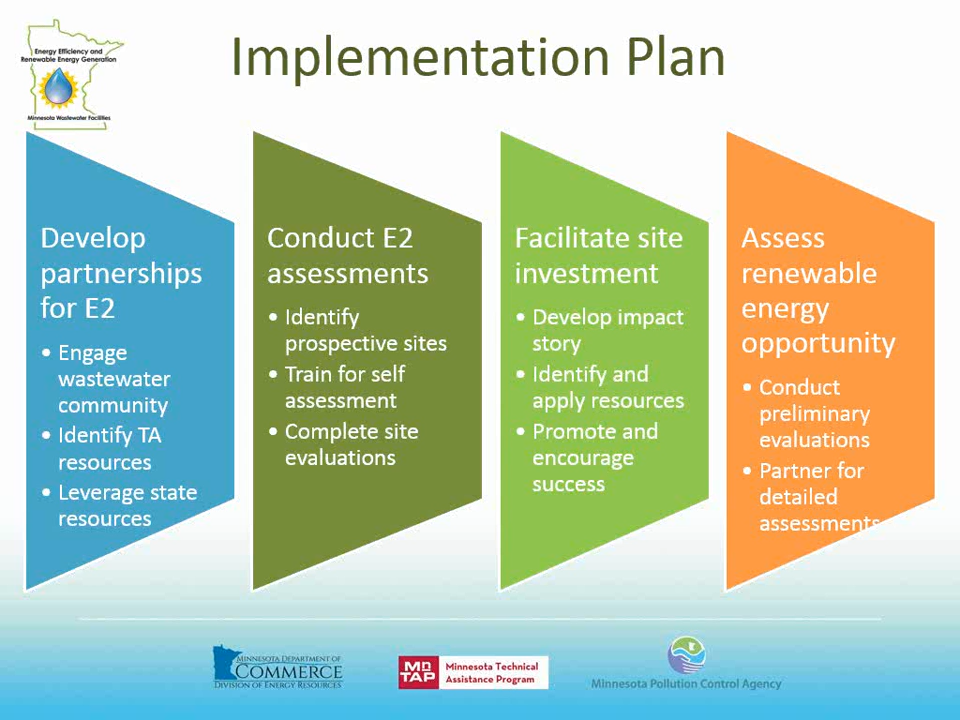 Energy Efficiency and
Renewable Energy Generation
Minnesota Wastewater Facilities
Implementation Plan
Develop
partnerships
for E2
• Engage
wastewater
community
• Identify TA
resources
• Leverage state
resources
Conduct E2
assessments
• Identify
prospective sites
• Train for self
assessment
• Complete site
evaluations
Facilitate site
investment
• Develop impact
story
• Identify and
apply resources
• Promote and
encourage
success
Assess
renewable
energy
opportunity
• Conduct
preliminary
evaluations
• Partner for
detailed
assessments
MINNESOTA DEPARTMENT OF
COMMERCE
DIVISION OF ENERGY RESOURCES
MnTAP
Minnesota Technical
Assistance Program
Minnesota Pollution Control Agency